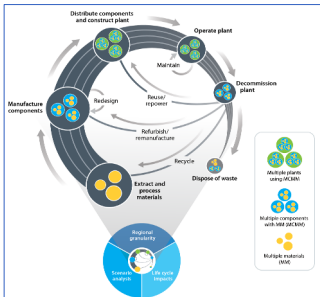 Distribute components
and construct plant
Operate plant
Maintain
Decommission
plant
Manufacture
components
Redesign
Reuse/
repower
Refurbish/
remanufacture
Recycle
Dispose of waste
Extract and
process
materials
Multiple plants
using MCMM
Multiple components
with MM (MCMM)
Multiple materials
(MM)
Regional
granularity
Scenario
analysis
Life cycle
impacts